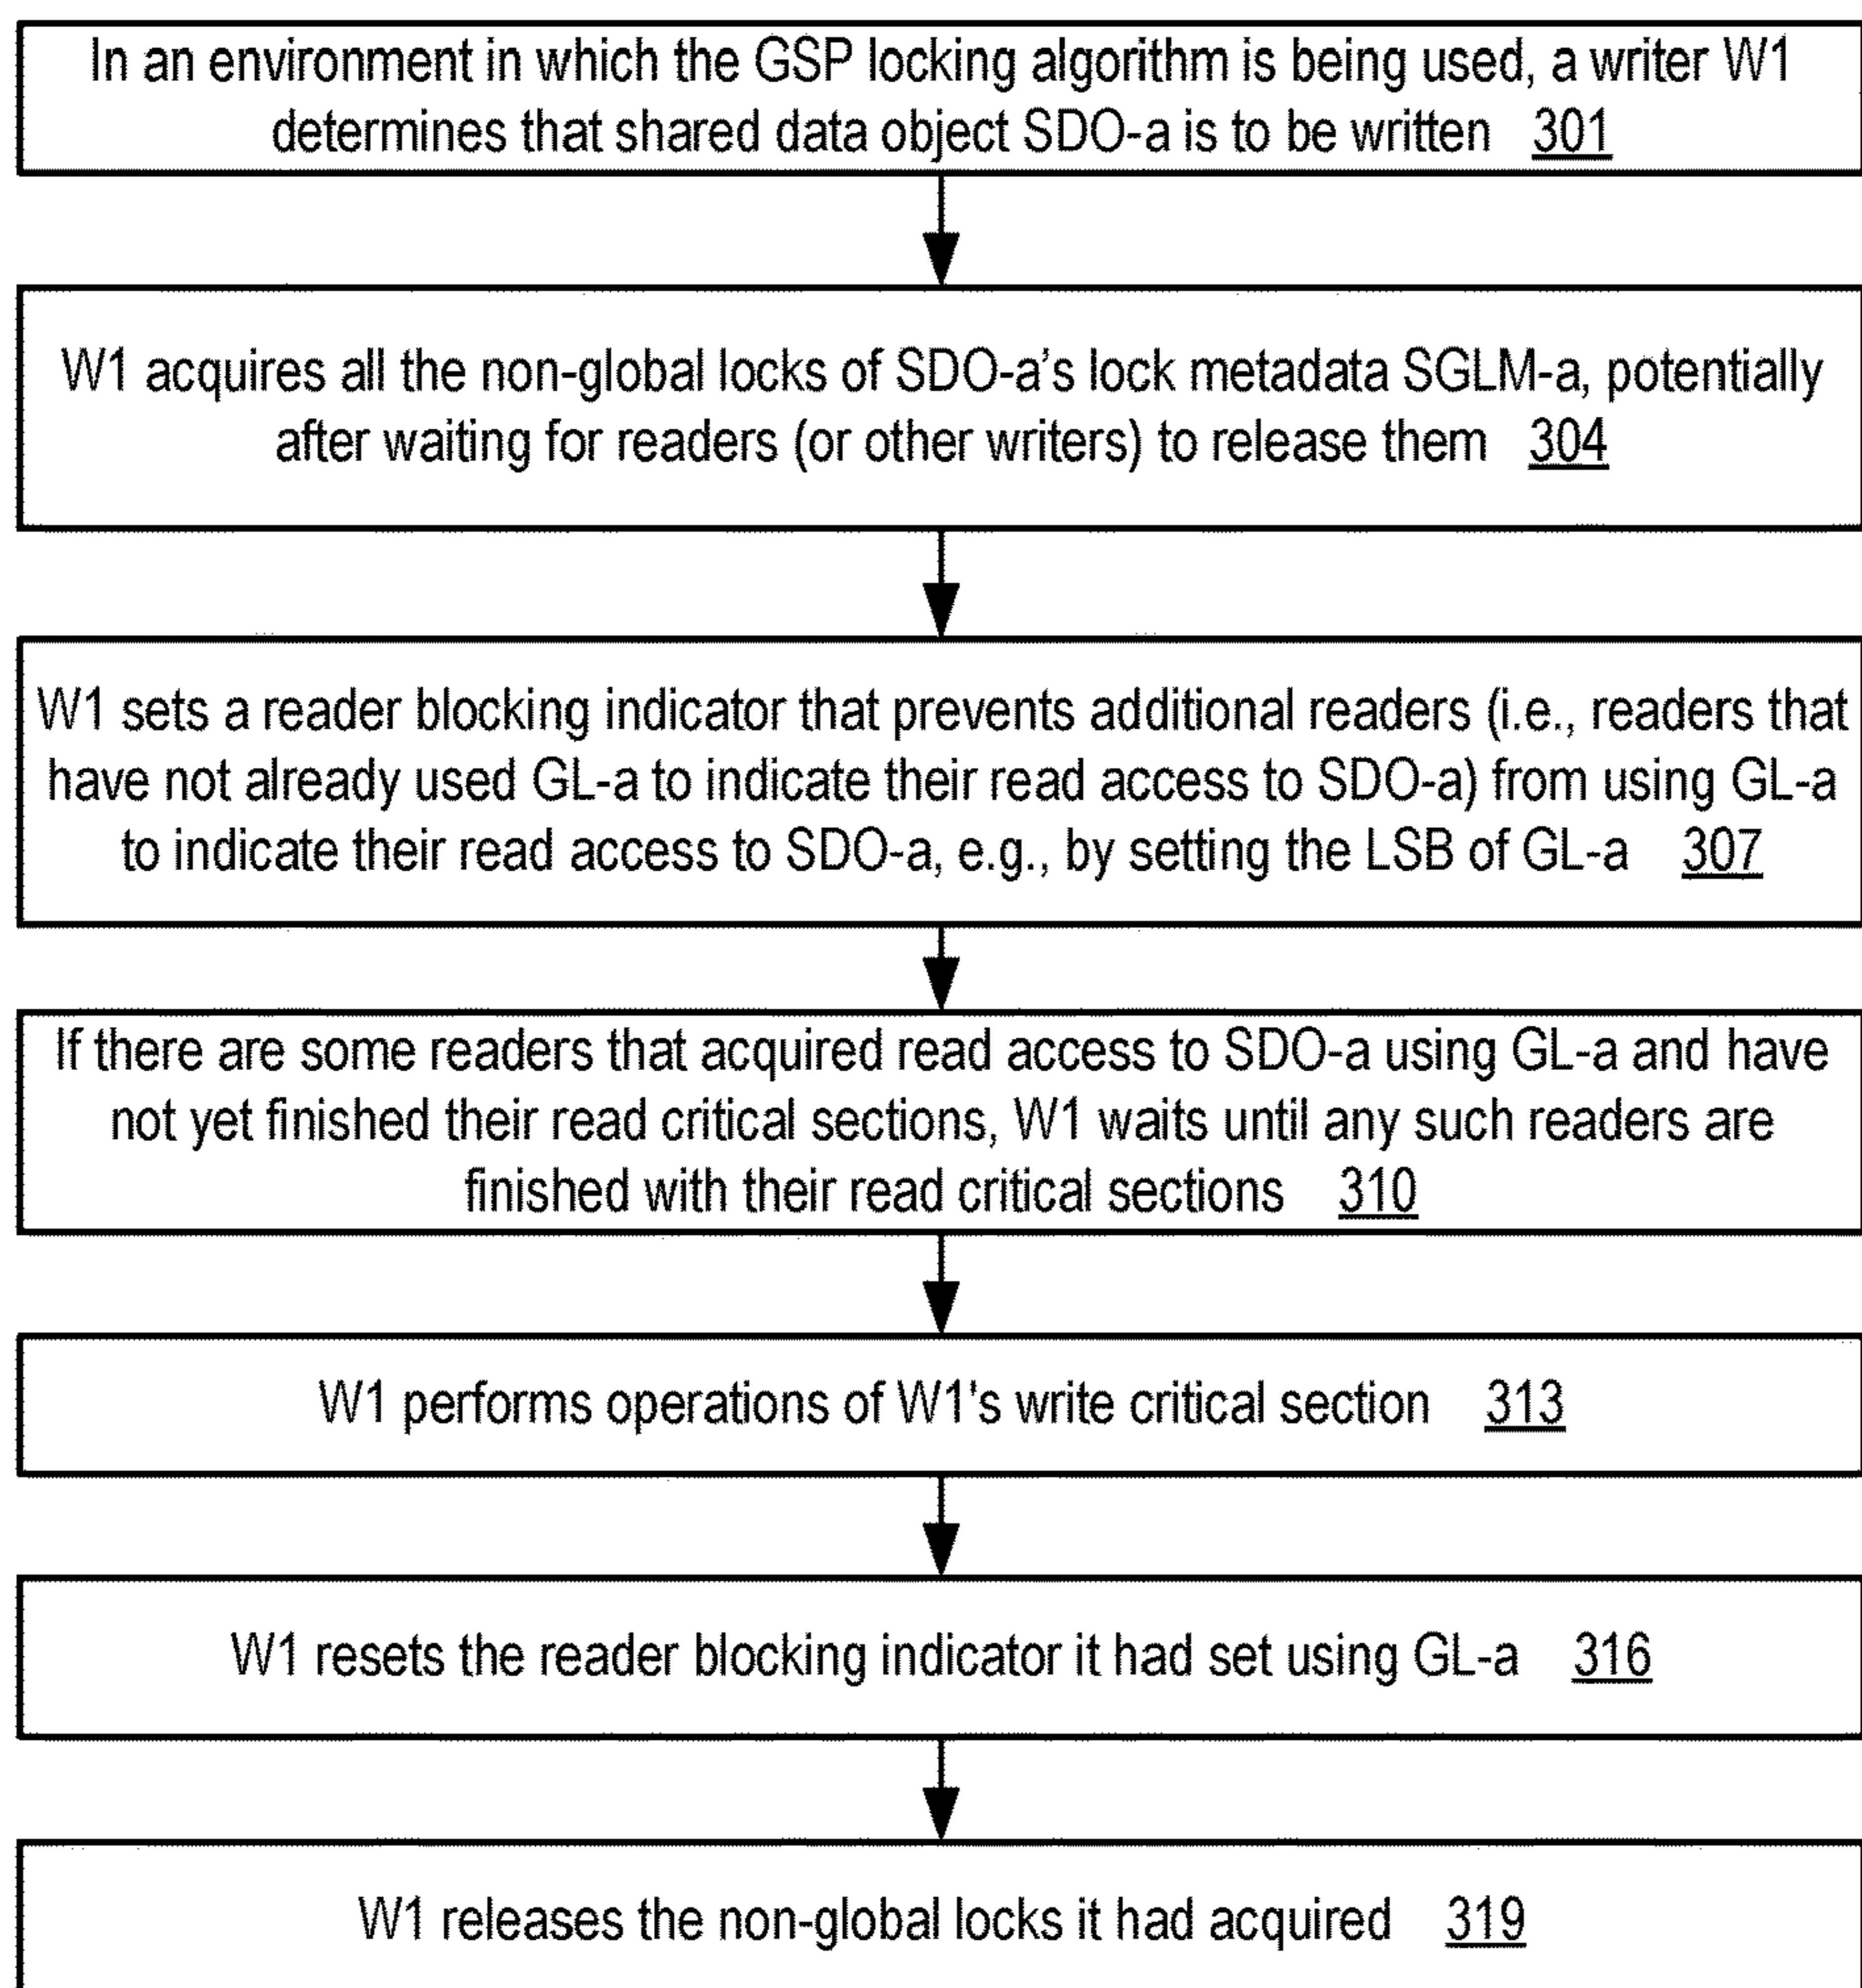 In an environment in which the GSP locking algorithm is being used, a writer W1
determines that shared data object SDO-a is to be written 301
W1 acquires all the non-global locks of SDO-a’s lock metadata SGLM-a, potentially
after waiting for readers (or other writers) to release them 304
W1 sets a reader blocking indicator that prevents additional readers (i.e., readers that
have not already used GL-a to indicate their read access to SDO-a) from using GL-a
to indicate their read access to SDO-a, e.g., by setting the LSB of GL-a 307
If there are some readers that acquired read access to SDO-a using GL-a and have
not yet finished their read critical sections, W1 waits until any such readers are
finished with their read critical sections 310
W1 performs operations of W1's write critical section 313
W1 resets the reader blocking indicator it had set using GL-a 316
W1 releases the non-global locks it had acquired 319